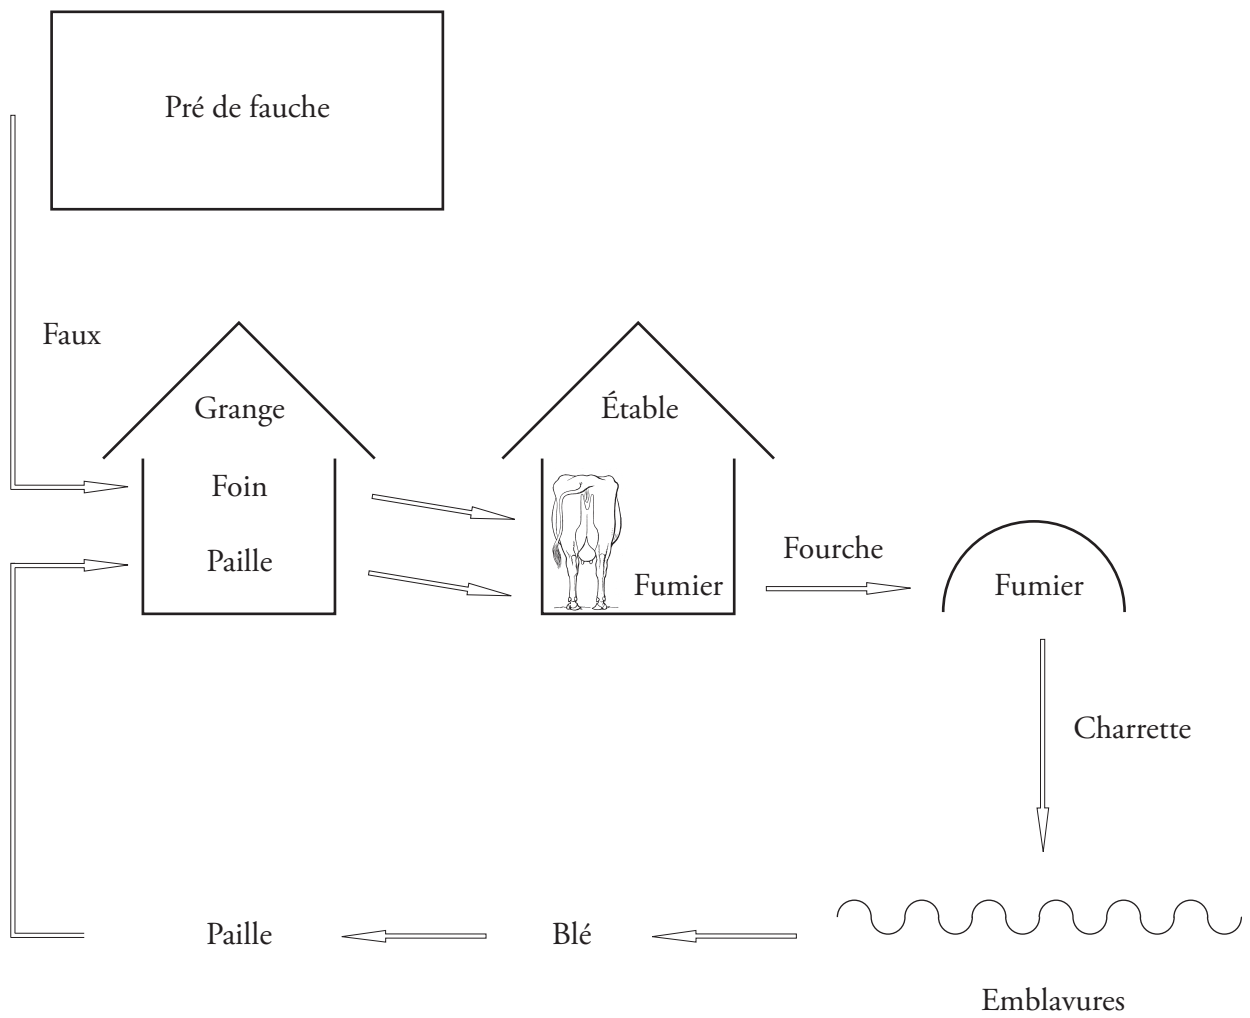 Pré de fauche
Faux
Grange
Étable
Foin
Paille
Fourche
Fumier
Fumier
Charrette
Paille
Blé
Emblavures